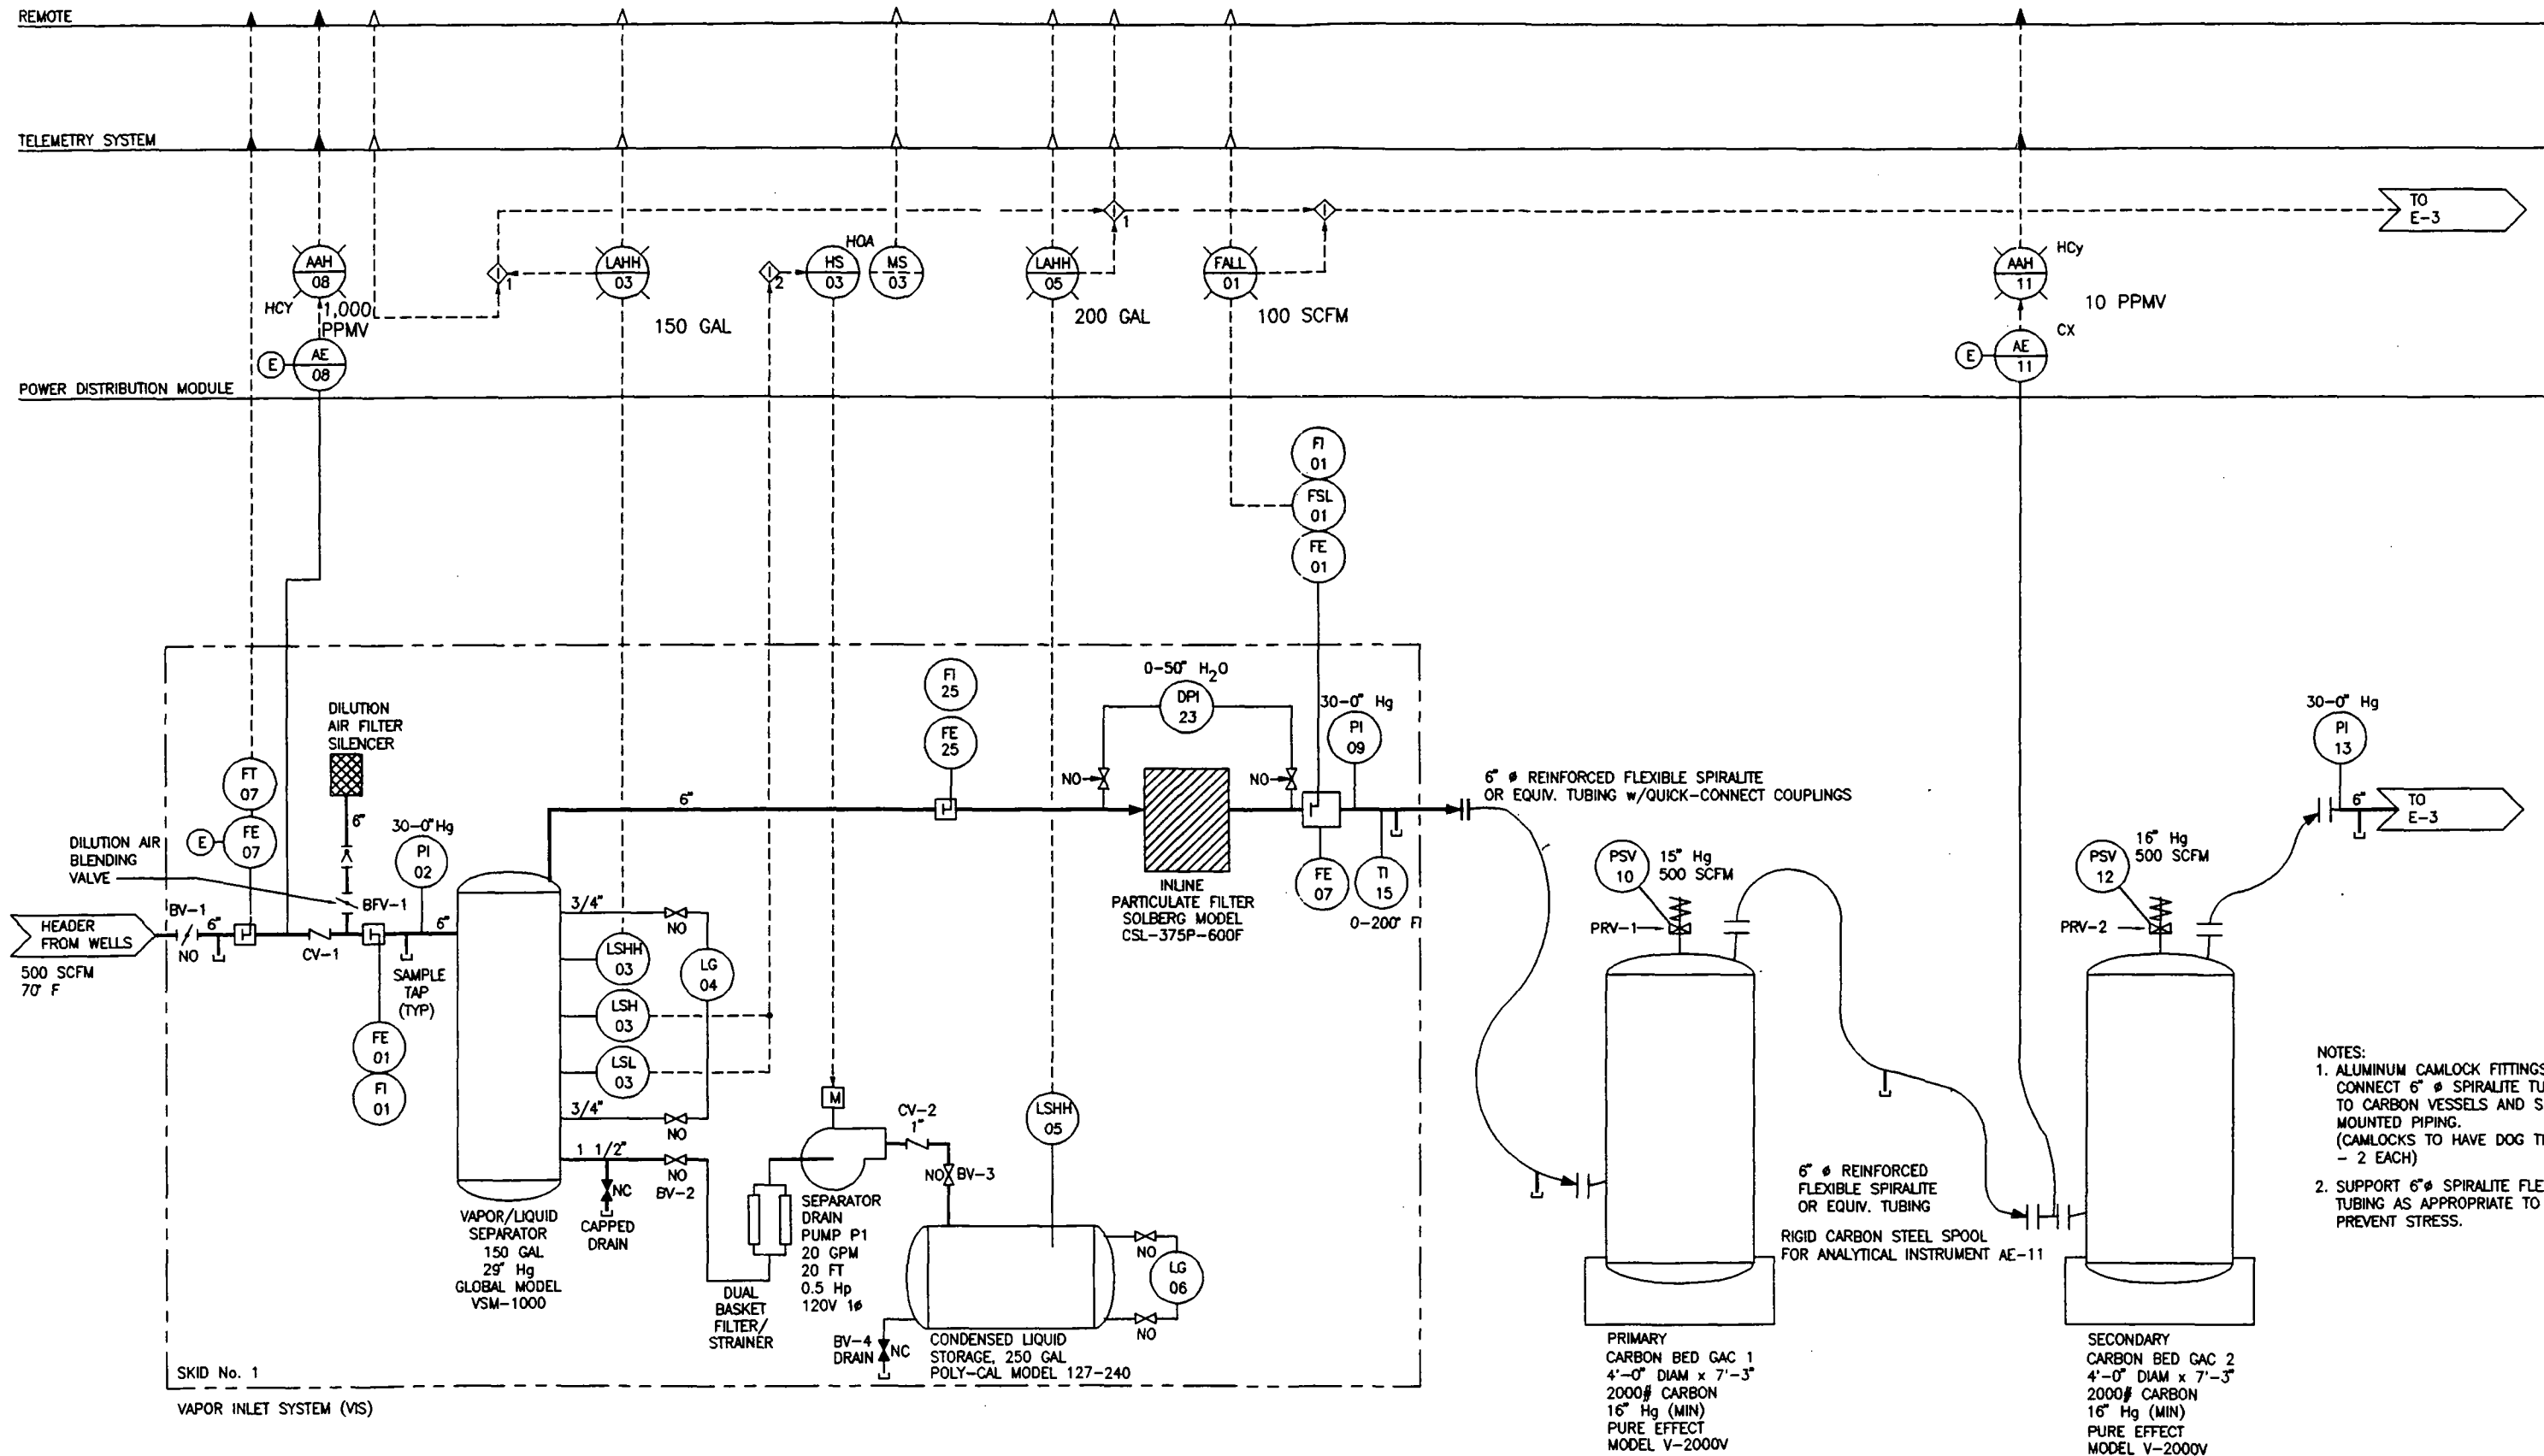 REMOTE
TELEMETRY SYSTEM
TO
E-3
AAH
08
HCY
1,000
PPMV
LAHH
03
1
150 GAL
2
HOA
HS
03
MS
03
LAHH
05
1
200 GAL
FALL
01
100 SCFM
AAH
11
HCy
10 PPMV
CX
E
AE
08
E
AE
11
POWER DISTRIBUTION MODULE
FI
01
FSL
01
FE
01
DILUTION
AIR FILTER
SILENCER
6"
FT
07
E
FE
07
DILUTION AIR
BLENDING
VALVE
BV-1
6"
NO
HEADER
FROM WELLS
500 SCFM
70° F
CV-1
BFV-1
30-0" Hg
PI
02
6"
SAMPLE
TAP
(TYP)
FE
01
FI
01
3/4"
NO
LSHH
03
LG
04
LSH
03
LSL
03
3/4"
NO
1 1/2"
NO
BV-2
NC
CAPPED
DRAIN
VAPOR/LIQUID
SEPARATOR
150 GAL
29" Hg
GLOBAL MODEL
VSM-1000
6"
FI
25
FE
25
0-50" H2O
DPI
23
NO
NO
INLINE
PARTICULATE FILTER
SOLBERG MODEL
CSL-375P-600F
30-0" Hg
PI
09
FE
07
TI
15
0-200° F
M
CV-2
1"
NO
BV-3
LSHH
05
DUAL
BASKET
FILTER/
STRAINER
SEPARATOR
DRAIN
PUMP P1
20 GPM
20 FT
0.5 Hp
120V 1ø
NO
LG
06
NO
BV-4
DRAIN
NC
CONDENSED LIQUID
STORAGE, 250 GAL
POLY-CAL MODEL 127-240
SKID No. 1
VAPOR INLET SYSTEM (VIS)
6" ø REINFORCED FLEXIBLE SPIRALITE
OR EQUIV. TUBING w/QUICK-CONNECT COUPLINGS
PSV
10
15" Hg
500 SCFM
PRV-1
6" ø REINFORCED
FLEXIBLE SPIRALITE
OR EQUIV. TUBING
RIGID CARBON STEEL SPOOL
FOR ANALYTICAL INSTRUMENT AE-11
PRIMARY
CARBON BED GAC 1
4'-0" DIAM x 7'-3"
2000# CARBON
16" Hg (MIN)
PURE EFFECT
MODEL V-2000V
PSV
12
16" Hg
500 SCFM
PRV-2
30-0" Hg
PI
13
6"
TO
E-3
SECONDARY
CARBON BED GAC 2
4'-0" DIAM x 7'-3"
2000# CARBON
16" Hg (MIN)
PURE EFFECT
MODEL V-2000V
NOTES:
1. ALUMINUM CAMLOCK FITTINGS
CONNECT 6" ø SPIRALITE TU
TO CARBON VESSELS AND S
MOUNTED PIPING.
(CAMLOCKS TO HAVE DOG T
- 2 EACH)
2. SUPPORT 6"ø SPIRALITE FLE
TUBING AS APPROPRIATE TO
PREVENT STRESS.